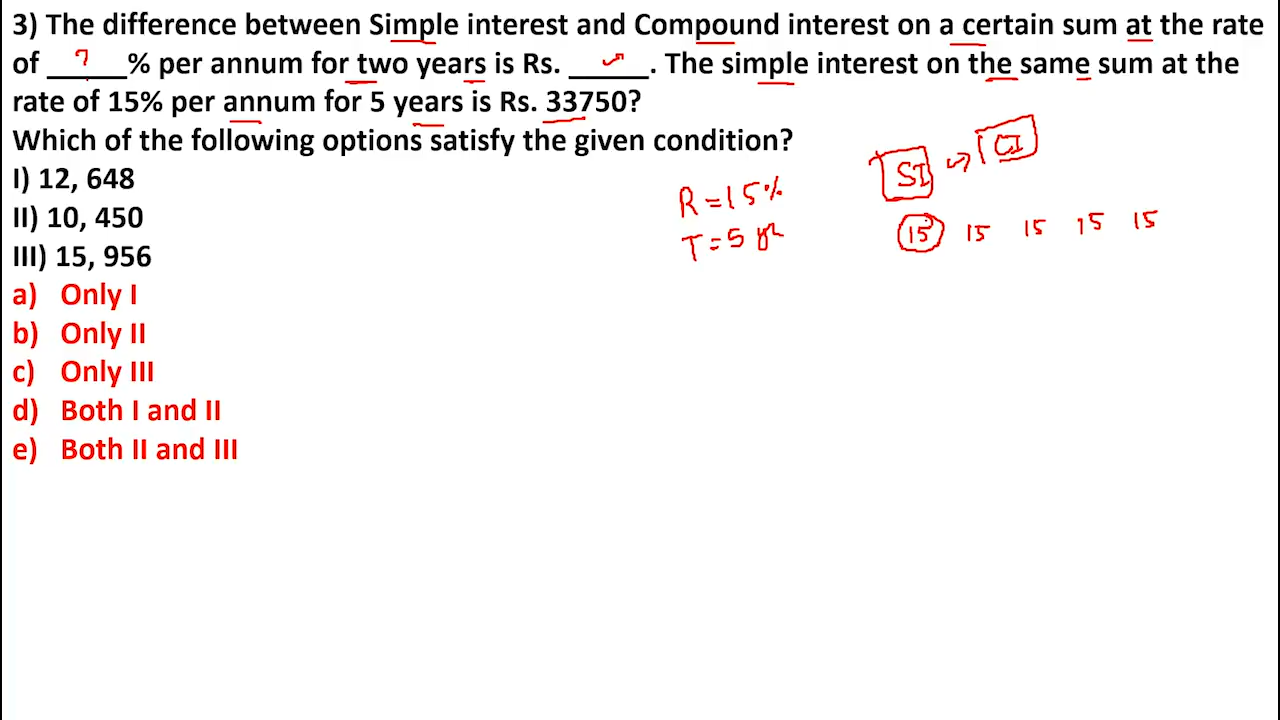 3) The difference between Simple interest and Compound interest on a certain sum at the rate
of ? _____% per annum for two years is Rs. _____. The simple interest on the same sum at the
rate of 15% per annum for 5 years is Rs. 33750?
Which of the following options satisfy the given condition?
I) 12, 648
II) 10, 450
III) 15, 956
a) Only I
b) Only II
c) Only III
d) Both I and II
e) Both II and III
R = 15%
T = 5 yr
SI → CI
15 15 15 15 15